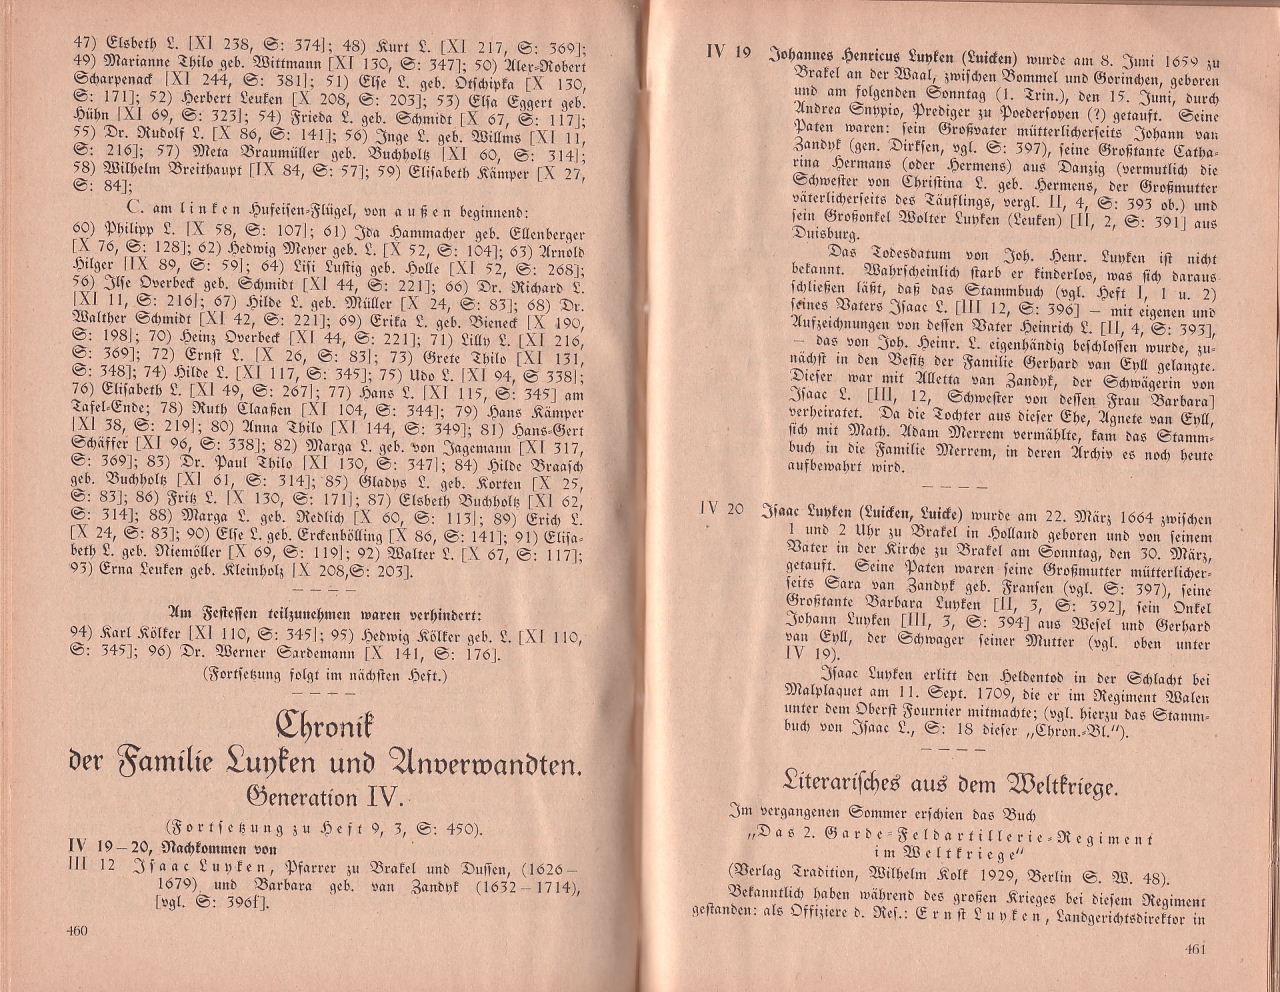 47) Elsbeth L. [XI 238, S: 374]; 48) Kurt L. [XI 217, S: 369];
49) Marianne Thilo geb. Wittmann [XI 130, S: 347]; 50) Aler-Robert
Scharpenack [XI 244, S: 381]; 51) Else L. geb. Otschipka [X 130,
S: 171]; 52) Herbert Leuken [X 208, S: 203]; 53) Elsa Eggert geb.
Hühn [XI 69, S: 323]; 54) Frieda L. geb. Schmidt [X 67, S: 117];
55) Dr. Rudolf L. [X 86, S: 141]; 56) Inge L. geb. Willms [XI 11,
S: 216]; 57) Meta Braumüller geb. Buchholtz [XI 60, S: 314];
58) Wilhelm Breithaupt [IX 84, S: 57]; 59) Elisabeth Kämper [X 27,
S: 84];
C. am linken Hufeisen-Flügel, von außen beginnend:
60) Philipp L. [X 58, S: 107]; 61) Ida Hammacher geb. Ellenberger
[X 76, S: 128]; 62) Hedwig Meyer geb. L. [X 52, S: 104]; 63) Arnold
Hilger [IX 89, S: 59]; 64) Lisi Lustig geb. Holle [XI 52, S: 268];
56) Ilse Overbeck geb. Schmidt [XI 44, S: 221]; 66) Dr. Richard L.
[XI 11, S: 216]; 67) Hilde L. geb. Müller [X 24, S: 83]; 68) Dr.
Walther Schmidt [XI 42, S: 221]; 69) Erika L. geb. Bieneck [X 190,
S: 198]; 70) Heinz Overbeck [XI 44, S: 221]; 71) Lilly L. [XI 216,
S: 369]; 72) Ernst L. [X 26, S: 83]; 73) Grete Thilo [XI 131,
S: 348]; 74) Hilde L. [XI 117, S: 345]; 75) Udo L. [XI 94, S 338];
76) Elisabeth L. [XI 49, S: 267]; 77) Hans L. [XI 115, S: 345] am
Tafel-Ende; 78) Ruth Claaßen [XI 104, S: 344]; 79) Hans Kämper
[XI 38, S: 219]; 80) Anna Thilo [XI 144, S: 349]; 81) Hans-Gert
Schäffer [XI 96, S: 338]; 82) Marga L. geb. von Jagemann [XI 317,
S: 369]; 83) Dr. Paul Thilo [XI 130, S: 347]; 84) Hilde Braasch
geb. Buchholtz [XI 61, S: 314]; 85) Gladys L. geb. Korten [X 25,
S: 83]; 86) Fritz L. [X 130, S: 171]; 87) Elsbeth Buchholtz [XI 62,
S: 314]; 88) Marga L. geb. Redlich [X 60, S: 113]; 89) Erich L.
[X 24, S: 83]; 90) Else L. geb. Erckenbölling [X 86, S: 141]; 91) Elisa-
beth L. geb. Niemöller [X 69, S: 119]; 92) Walter L. [X 67, S: 117];
93) Erna Leuken geb. Kleinholz [X 208,S: 203].
Am Festessen teilzunehmen waren verhindert:
94) Karl Kölker [XI 110, S: 345]; 95) Hedwig Kölker geb. L. [XI 110,
S: 345]; 96) Dr. Werner Sardemann [X 141, S: 176].
(Fortsetzung folgt im nächsten Heft.)
Chronik
der Familie Luyken und Anverwandten.
Generation IV.
(Fortsetzung zu Heft 9, 3, S: 450).
IV 19–20, Nachkommen von
III 12 Isaac Luyken, Pfarrer zu Brakel und Dussen, (1626–
1679) und Barbara geb. van Zandyk (1632–1714),
[vgl. S: 396f].
460
IV 19 Johannes Henricus Luyken (Luicken) wurde am 8. Juni 1659 zu
Brakel an der Waal, zwischen Bommel und Gorinchen, geboren
und am folgenden Sonntag (1. Trin.), den 15. Juni, durch
Andrea Snypio, Prediger zu Poedersoyen (?) getauft. Seine
Paten waren: sein Großvater mütterlicherseits Johann van
Zandyk (gen. Dirksen, vgl. S: 397), seine Großtante Catha-
rina Hermans (oder Hermens) aus Danzig (vermutlich die
Schwester von Christina L. geb. Hermens, der Großmutter
väterlicherseits des Täuflings, vergl. II, 4, S: 393 ob.) und
sein Großonkel Wolter Luyken (Leuken) [II, 2, S: 391] aus
Duisburg.
Das Todesdatum von Joh. Henr. Luyken ist nicht
bekannt. Wahrscheinlich starb er kinderlos, was sich daraus
schließen läßt, daß das Stammbuch (vgl. Heft I, 1 u. 2)
seines Vaters Isaac L. [III 12, S: 396] – mit eigenen und
Aufzeichnungen von dessen Vater Heinrich L. [II, 4, S: 393],
– das von Joh. Heinr. L. eigenhändig beschlossen wurde, zu-
nächst in den Besitz der Familie Gerhard van Eyll gelangte.
Dieser war mit Alletta van Zandyk, der Schwägerin von
Isaac L. [III, 12, Schwester von dessen Frau Barbara]
verheiratet. Da die Tochter aus dieser Ehe, Agnete van Eyll,
sich mit Math. Adam Merrem vermählte, kam das Stamm-
buch in die Familie Merrem, in deren Archiv es noch heute
aufbewahrt wird.
IV 20 Isaac Luyken (Luicken, Luicke) wurde am 22. März 1664 zwischen
1 und 2 Uhr zu Brakel in Holland geboren und von seinem
Vater in der Kirche zu Brakel am Sonntag, den 30. März,
getauft. Seine Paten waren seine Großmutter mütterlicher-
seits Sara van Zandyk geb. Fransen (vgl. S: 397), seine
Großtante Barbara Luyken [II, 3, S: 392], sein Onkel
Johann Luyken [III, 3, S: 394] aus Wesel und Gerhard
van Eyll, der Schwager seiner Mutter (vgl. oben unter
IV 19).
Isaac Luyken erlitt den Heldentod in der Schlacht bei
Malplaquet am 11. Sept. 1709, die er im Regiment Walen
unter dem Oberst Fournier mitmachte; (vgl. hierzu das Stamm-
buch von Isaac L., S: 18 dieser „Chron.-Bl.").
Literarisches aus dem Weltkriege.
Im vergangenen Sommer erschien das Buch
„Das 2. Garde-Feldartillerie-Regiment
im Weltkriege"
(Verlag Tradition, Wilhelm Kolk 1929, Berlin S. W. 48).
Bekanntlich haben während des großen Krieges bei diesem Regiment
gestanden: als Offiziere d. Res.: Ernst Luyken, Landgerichtsdirektor in
461